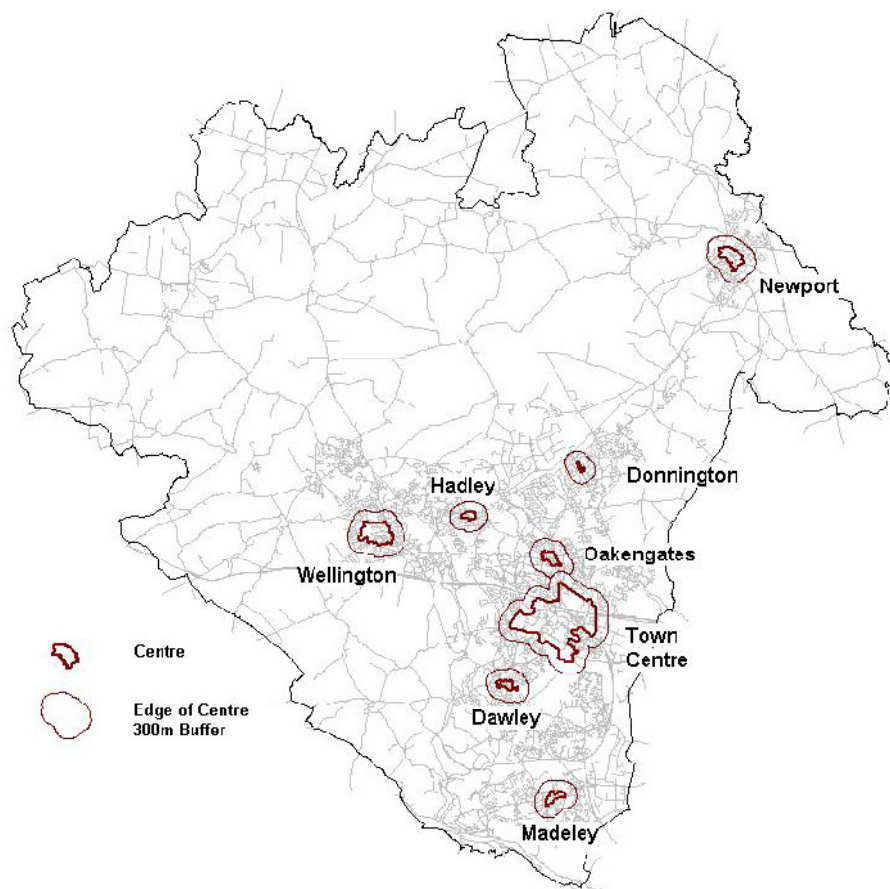 Newport
Donnington
Hadley
Oakengates
Wellington
Town
Centre
Centre
Edge of Centre
300m Buffer
Dawley
Madeley